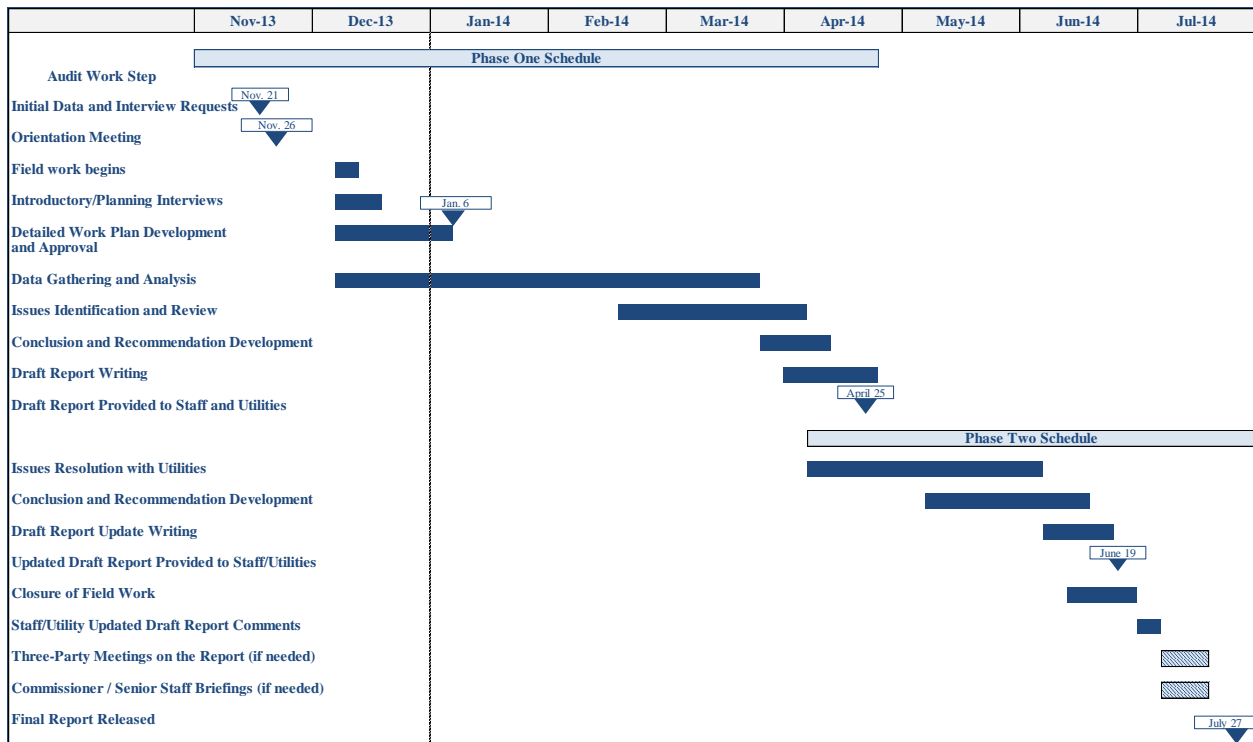 Nov-13 Dec-13 Jan-14 Feb-14 Mar-14 Apr-14 May-14 Jun-14 Jul-14
Phase One Schedule
Audit Work Step
Nov. 21
Initial Data and Interview Requests
Nov. 26
Orientation Meeting
Field work begins
Introductory/Planning Interviews
Jan. 6
Detailed Work Plan Development
and Approval
Data Gathering and Analysis
Issues Identification and Review
Conclusion and Recommendation Development
Draft Report Writing
April 25
Draft Report Provided to Staff and Utilities
Phase Two Schedule
Issues Resolution with Utilities
Conclusion and Recommendation Development
Draft Report Update Writing
June 19
Updated Draft Report Provided to Staff/Utilities
Closure of Field Work
Staff/Utility Updated Draft Report Comments
Three-Party Meetings on the Report (if needed)
Commissioner / Senior Staff Briefings (if needed)
Final Report Released
July 27